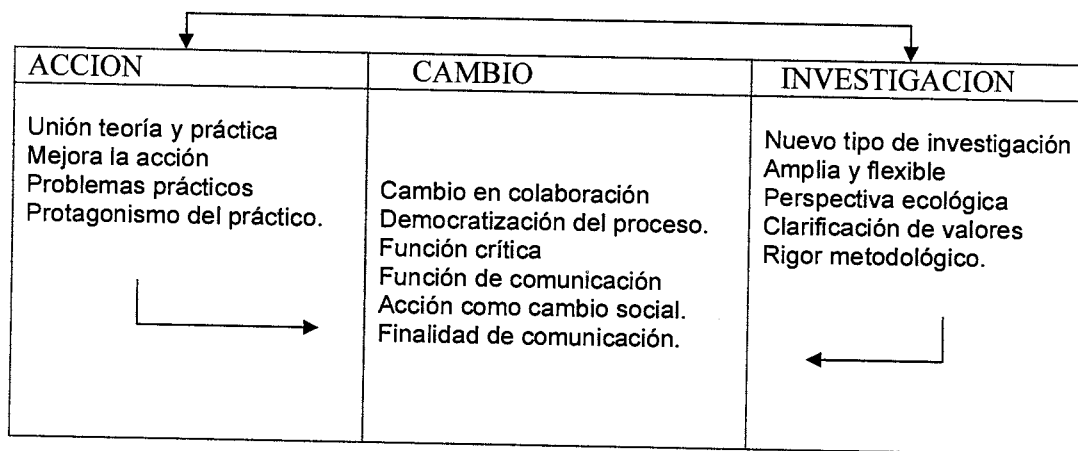 ACCION
CAMBIO
INVESTIGACION
Unión teoría y práctica
Mejora la acción
Problemas prácticos
Protagonismo del práctico.
Cambio en colaboración
Democratización del proceso.
Función crítica
Función de comunicación
Acción como cambio social.
Finalidad de comunicación.
Nuevo tipo de investigación
Amplia y flexible
Perspectiva ecológica
Clarificación de valores
Rigor metodológico.